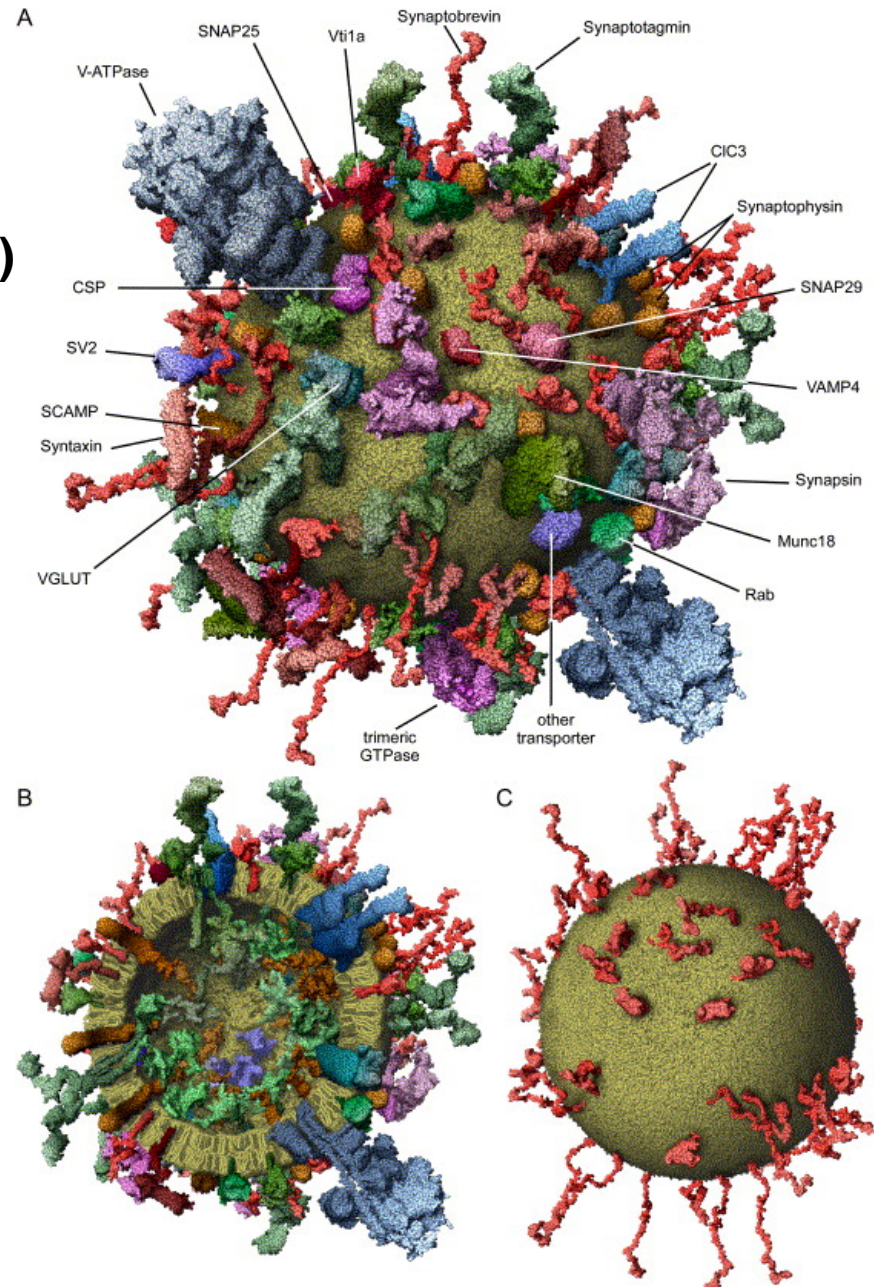 A
Synaptobrevin
SNAP25
Vti1a
Synaptotagmin
V-ATPase
ClC3
Synaptophysin
)
CSP
SNAP29
SV2
VAMP4
SCAMP
Syntaxin
Synapsin
Munc18
VGLUT
Rab
trimeric
GTPase
other
transporter
B
C